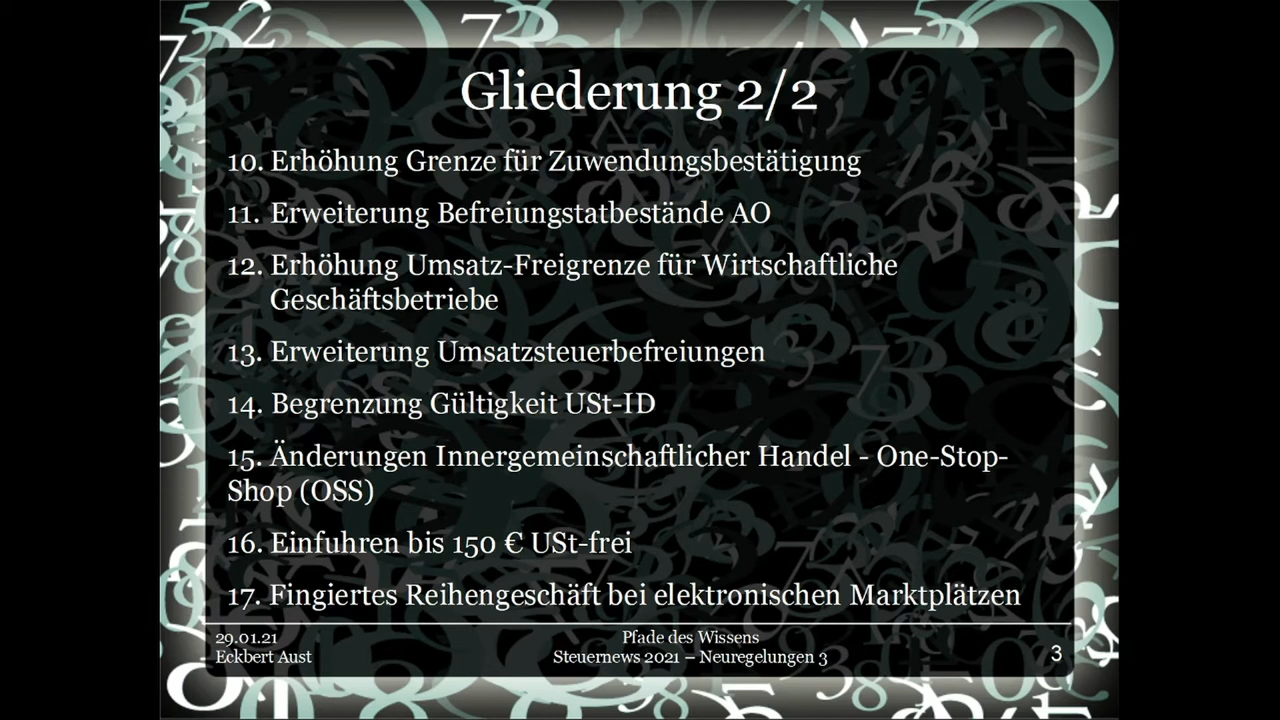 Gliederung 2/2
10. Erhöhung Grenze für Zuwendungsbestätigung
11. Erweiterung Befreiungstatbestände AO
12. Erhöhung Umsatz-Freigrenze für Wirtschaftliche
Geschäftsbetriebe
13. Erweiterung Umsatzsteuerbefreiungen
14. Begrenzung Gültigkeit USt-ID
15. Änderungen Innergemeinschaftlicher Handel - One-Stop-
Shop (OSS)
16. Einfuhren bis 150 € USt-frei
17. Fingiertes Reihengeschäft bei elektronischen Marktplätzen
29.01.21
Eckbert Aust
Pfade des Wissens
Steuernews 2021 – Neuregelungen 3
3